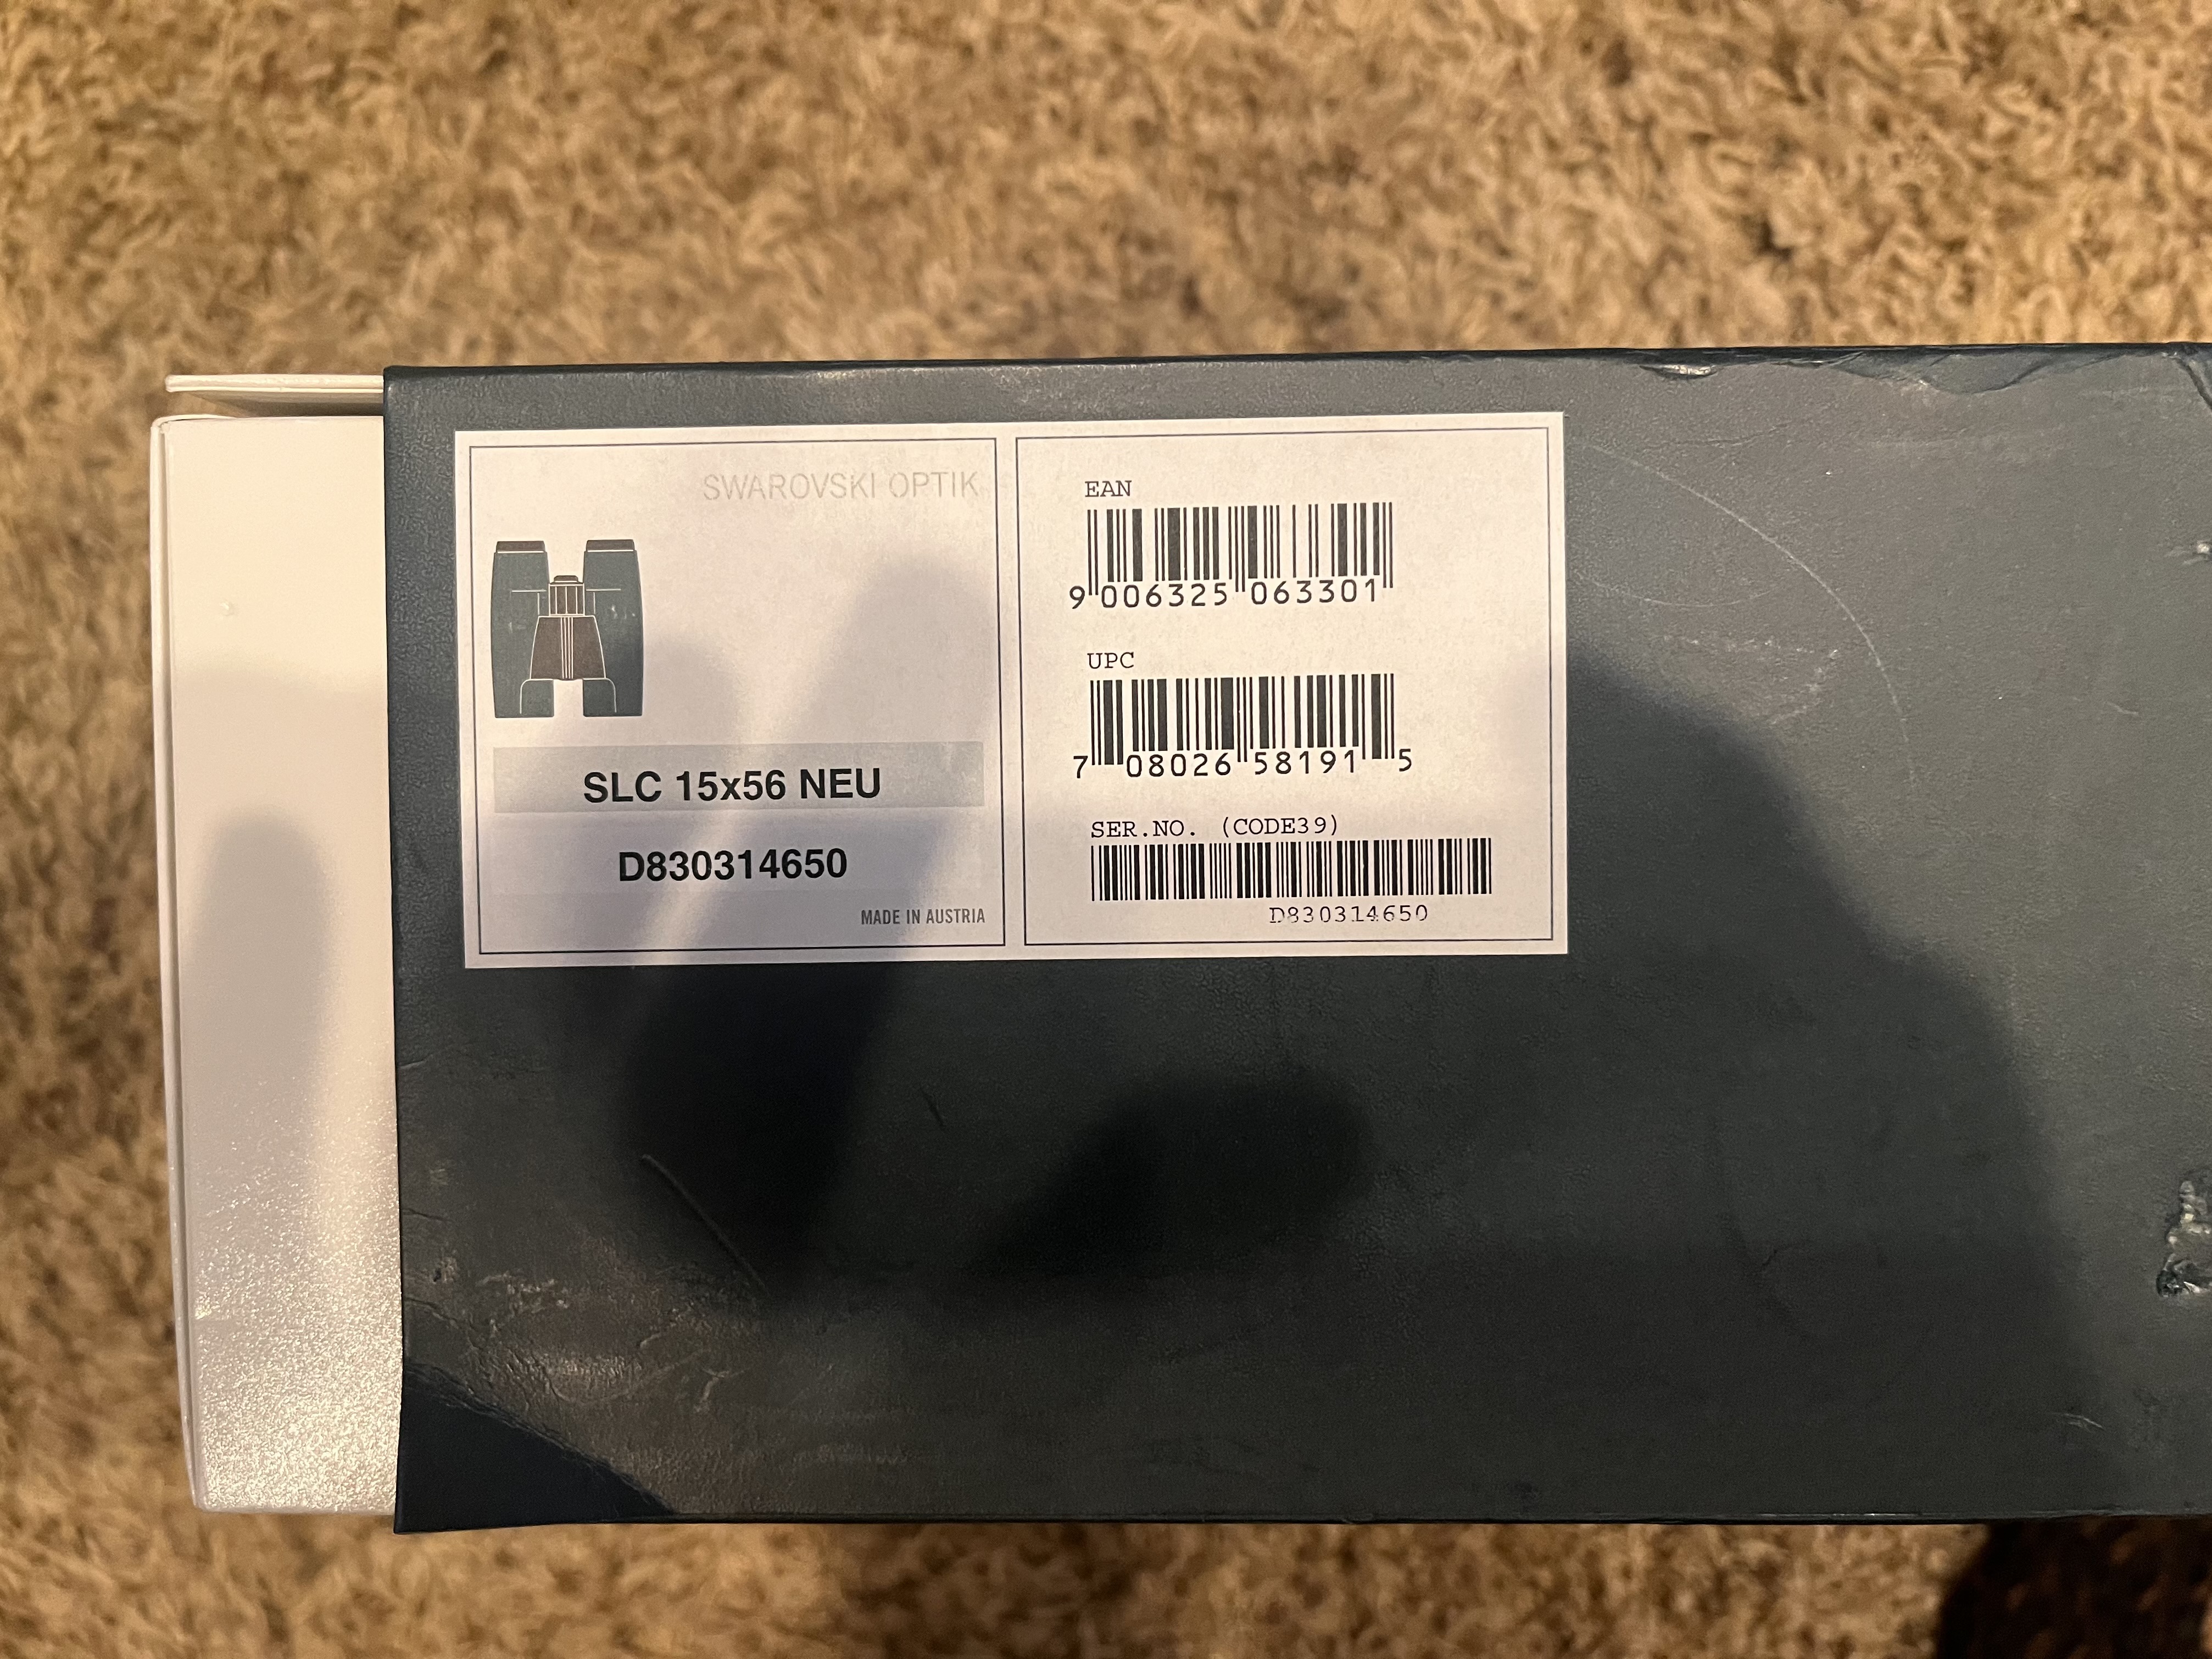 SWAROVSKI OPTIK
SLC 15x56 NEU
D830314650
MADE IN AUSTRIA
EAN
9 006325 063301
UPC
7 08026 58191 5
SER.NO. (CODE39)
D830314650